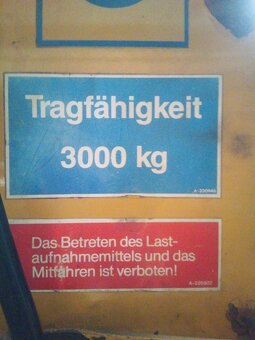 Tragfähigkeit
3000 kg
Das Betreten des Last-
aufnahmemittels und das
Mitfahren ist verboten!